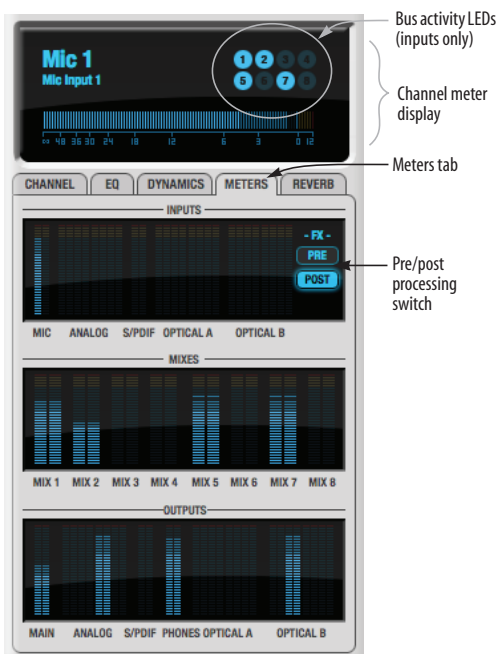 Bus activity LEDs
(inputs only)
Mic 1
Mic Input 1
1 2 3 4
5 6 7 8
Channel meter
display
∞ 48 36 30 24 18 12 6 3 0 12
Meters tab
CHANNEL EQ DYNAMICS METERS REVERB
INPUTS
- FX -
PRE
POST
Pre/post
processing
switch
MIC ANALOG S/PDIF OPTICAL A OPTICAL B
MIXES
MIX 1 MIX 2 MIX 3 MIX 4 MIX 5 MIX 6 MIX 7 MIX 8
OUTPUTS
MAIN ANALOG S/PDIF PHONES OPTICAL A OPTICAL B